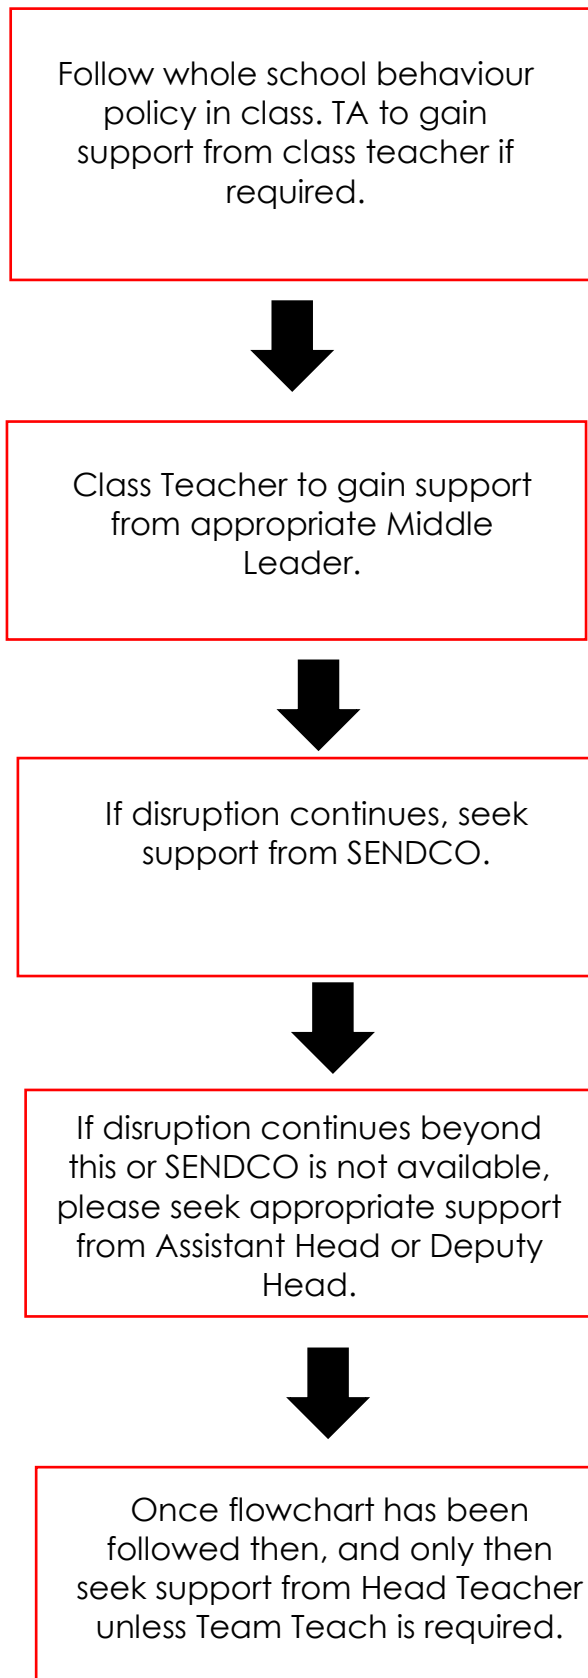 Follow whole school behaviour
policy in class. TA to gain
support from class teacher if
required.
Class Teacher to gain support
from appropriate Middle
Leader.
If disruption continues, seek
support from SENDCO.
If disruption continues beyond
this or SENDCO is not available,
please seek appropriate support
from Assistant Head or Deputy
Head.
Once flowchart has been
followed then, and only then
seek support from Head Teacher
unless Team Teach is required.